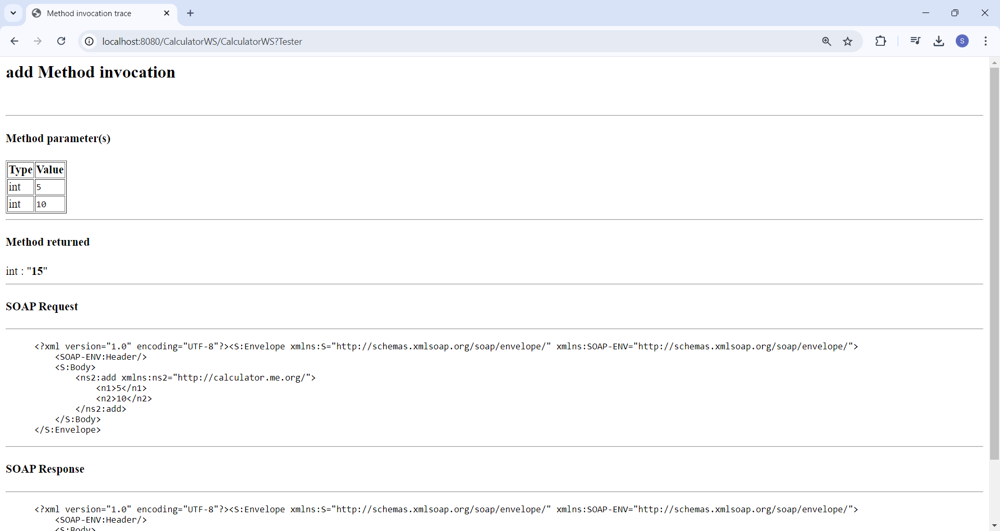 Method invocation trace
localhost:8080/CalculatorWS/CalculatorWS?Tester
S
add Method invocation
Method parameter(s)
Type Value
int 5
int 10
Method returned
int : "15"
SOAP Request
<?xml version="1.0" encoding="UTF-8"?><S:Envelope xmlns:S="http://schemas.xmlsoap.org/soap/envelope/" xmlns:SOAP-ENV="http://schemas.xmlsoap.org/soap/envelope/">
<SOAP-ENV:Header/>
<S:Body>
<ns2:add xmlns:ns2="http://calculator.me.org/">
<n1>5</n1>
<n2>10</n2>
</ns2:add>
</S:Body>
</S:Envelope>
SOAP Response
<?xml version="1.0" encoding="UTF-8"?><S:Envelope xmlns:S="http://schemas.xmlsoap.org/soap/envelope/" xmlns:SOAP-ENV="http://schemas.xmlsoap.org/soap/envelope/">
<SOAP-ENV:Header/>
<S:Body>